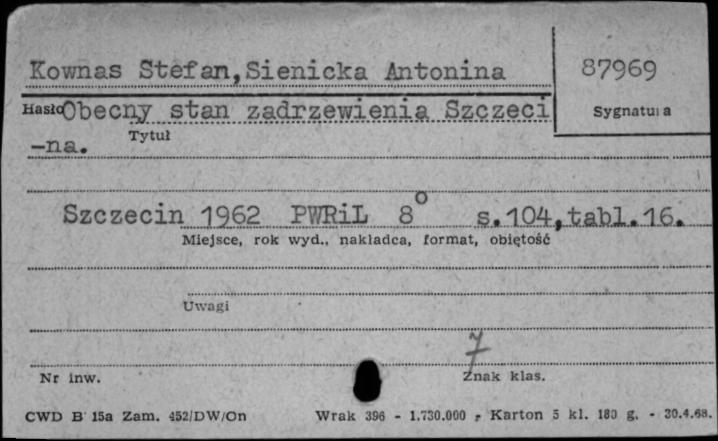 Kownas Stefan, Sienicka Antonina
87969
Hasło Obecny stan zadrzewienia Szczeci
Sygnatura
Tytuł
-na.
Szczecin 1962 PWRiL 8° s.104, tabl.16.
Miejsce, rok wyd., nakładca, format, objętość
Uwagi
7
Nr inw.
Znak klas.
CWD B 15a Zam. 452/DW/On Wrak 396 - 1.730.000 - Karton 5 kl. 180 g. - 30.4.68.